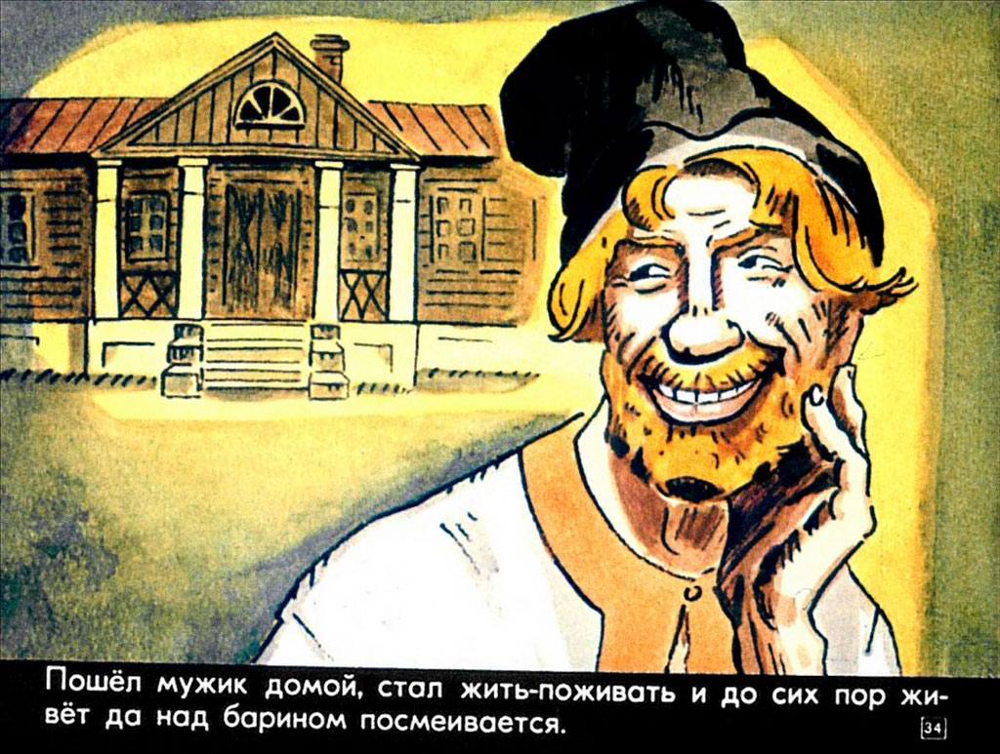 Пошёл мужик домой, стал жить-поживать и до сих пор жи-
вёт да над барином посмеивается.
34